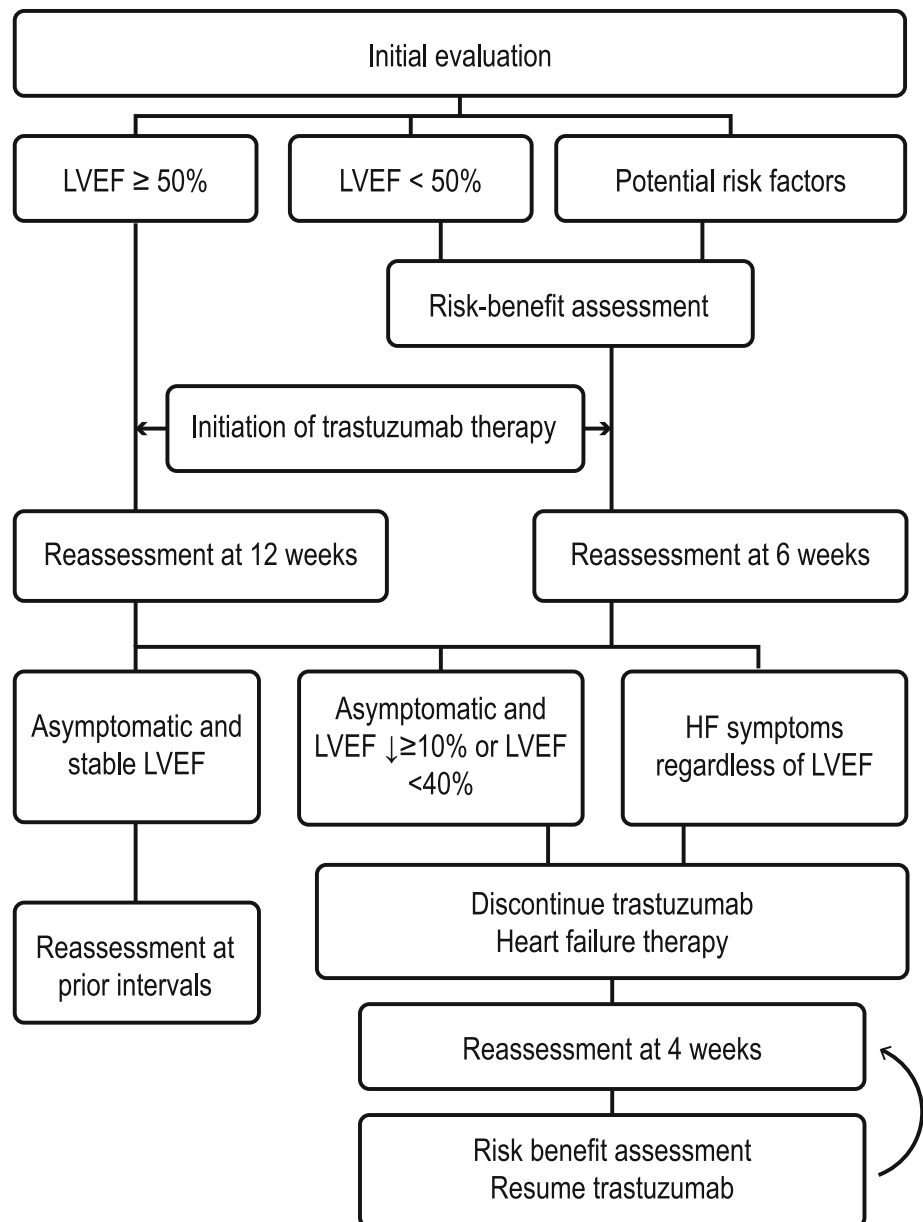 Initial evaluation
LVEF ≥ 50%
LVEF < 50%
Potential risk factors
Risk-benefit assessment
Initiation of trastuzumab therapy
Reassessment at 12 weeks
Reassessment at 6 weeks
Asymptomatic and
stable LVEF
Asymptomatic and
LVEF ↓≥10% or LVEF
<40%
HF symptoms
regardless of LVEF
Discontinue trastuzumab
Heart failure therapy
Reassessment at
prior intervals
Reassessment at 4 weeks
Risk benefit assessment
Resume trastuzumab